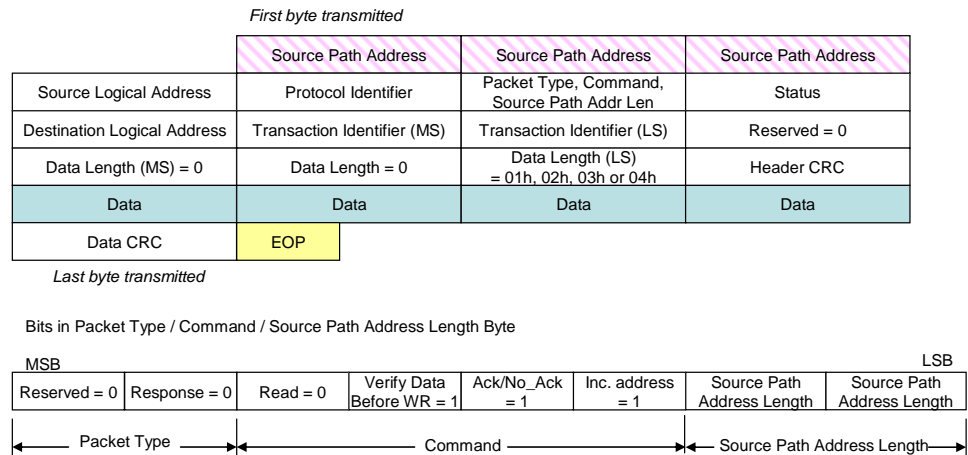 First byte transmitted
Source Path Address Source Path Address Source Path Address
Source Logical Address Protocol Identifier Packet Type, Command, Source Path Addr Len Status
Destination Logical Address Transaction Identifier (MS) Transaction Identifier (LS) Reserved = 0
Data Length (MS) = 0 Data Length = 0 Data Length (LS) = 01h, 02h, 03h or 04h Header CRC
Data Data Data Data
Data CRC EOP
Last byte transmitted
Bits in Packet Type / Command / Source Path Address Length Byte
MSB LSB
Reserved = 0 Response = 0 Read = 0 Verify Data Before WR = 1 Ack/No_Ack = 1 Inc. address = 1 Source Path Address Length Source Path Address Length
Packet Type Command Source Path Address Length